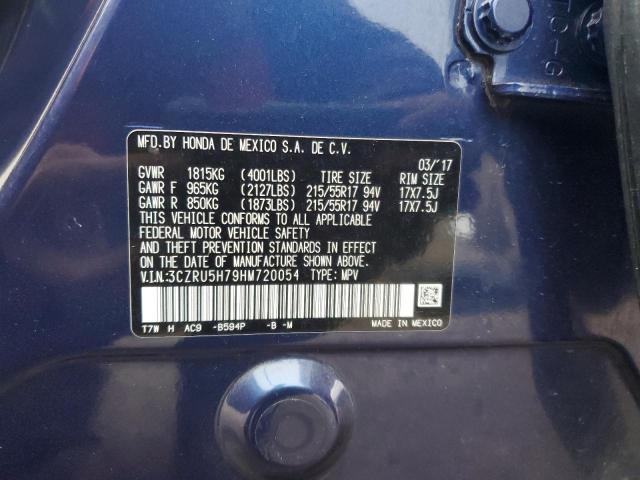 TO-G
MFD.BY HONDA DE MEXICO S.A. DE C.V.
03/'17
GVWR 1815KG (4001LBS) TIRE SIZE RIM SIZE
GAWR F 965KG (2127LBS) 215/55R17 94V 17X7.5J
GAWR R 850KG (1873LBS) 215/55R17 94V 17X7.5J
THIS VEHICLE CONFORMS TO ALL APPLICABLE
FEDERAL MOTOR VEHICLE SAFETY
AND THEFT PREVENTION STANDARDS IN EFFECT
ON THE DATE OF MANUFACTURE SHOWN ABOVE.
V.I.N:3CZRU5H79HM720054 TYPE: MPV
T7W H AC9 -B594P -B -M MADE IN MEXICO